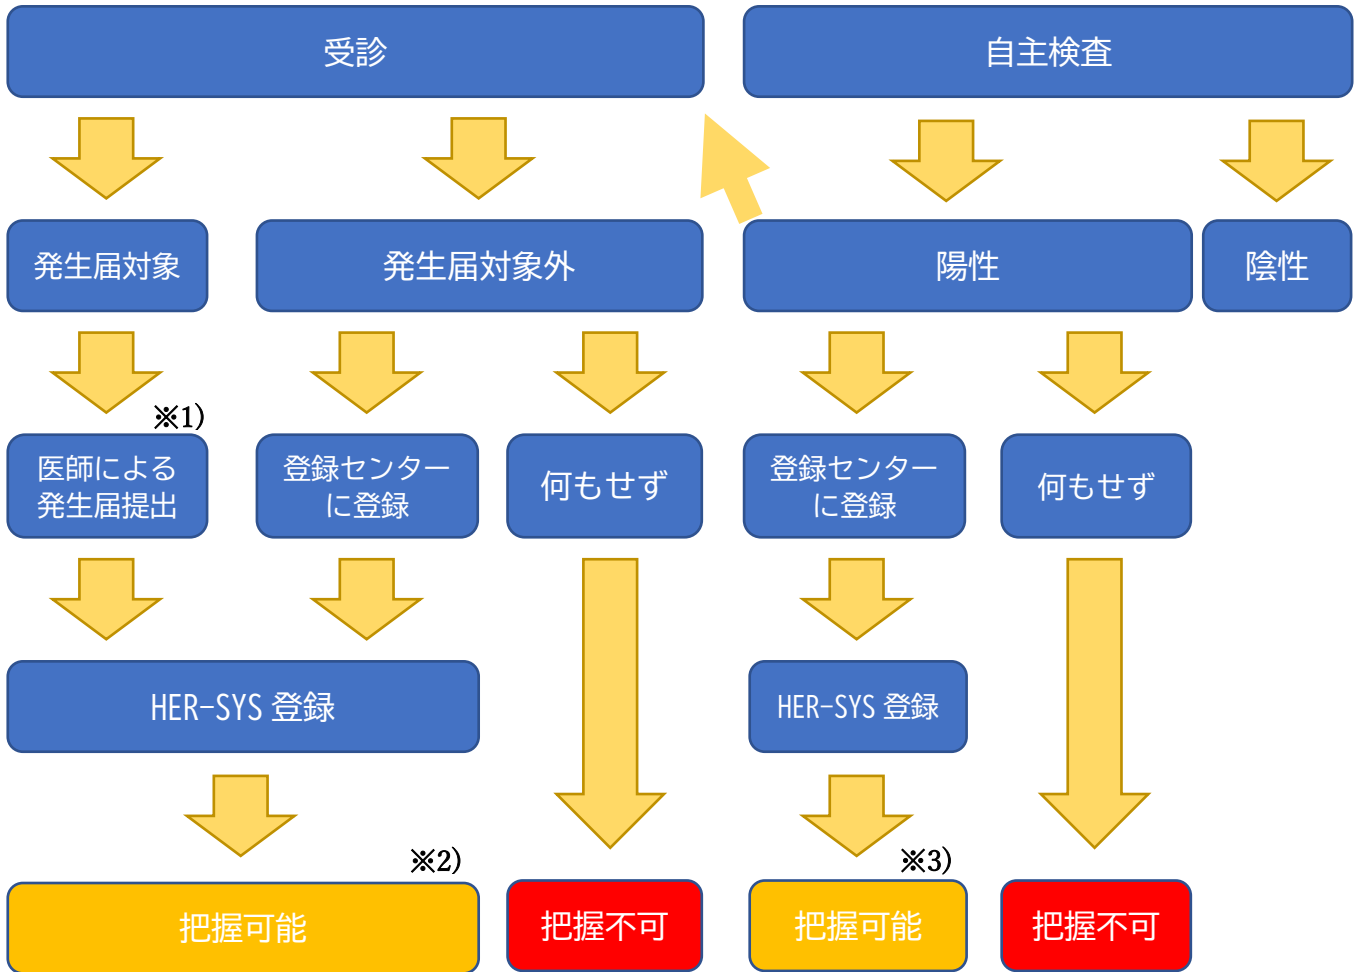 受診
自主検査
発生届対象
発生届対象外
陽性
陰性
※1)
医師による
発生届提出
登録センター
に登録
何もせず
登録センター
に登録
何もせず
HER-SYS 登録
HER-SYS 登録
※2)
※3)
把握可能
把握不可
把握可能
把握不可